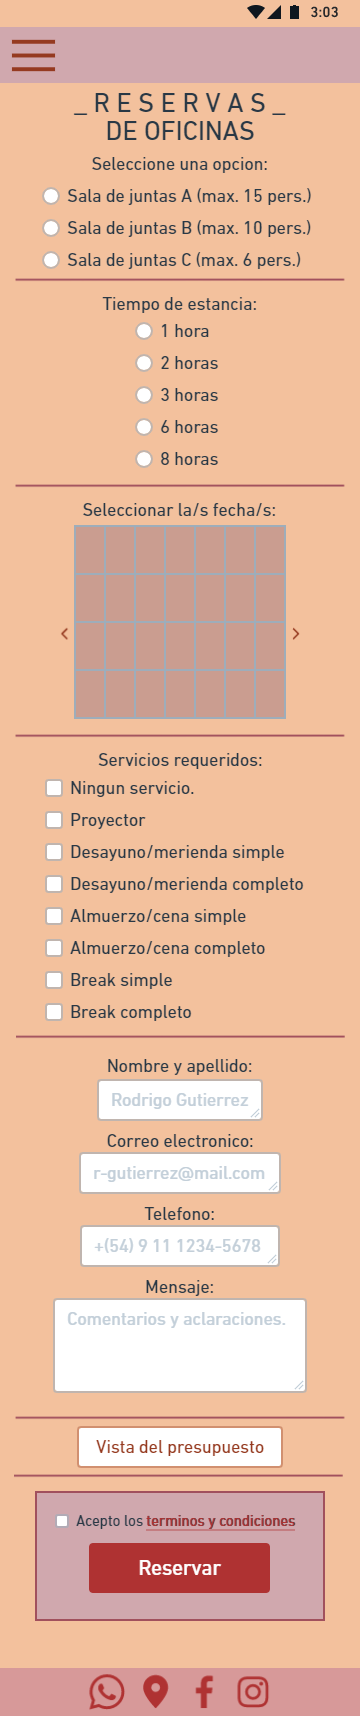 3:03
_ R E S E R V A S _
DE OFICINAS
Seleccione una opcion:
Sala de juntas A (max. 15 pers.)
Sala de juntas B (max. 10 pers.)
Sala de juntas C (max. 6 pers.)
Tiempo de estancia:
1 hora
2 horas
3 horas
6 horas
8 horas
Seleccionar la/s fecha/s:
Servicios requeridos:
Ningun servicio.
Proyector
Desayuno/merienda simple
Desayuno/merienda completo
Almuerzo/cena simple
Almuerzo/cena completo
Break simple
Break completo
Nombre y apellido:
Rodrigo Gutierrez
Correo electronico:
r-gutierrez@mail.com
Telefono:
+(54) 9 11 1234-5678
Mensaje:
Comentarios y aclaraciones.
Vista del presupuesto
Acepto los terminos y condiciones
Reservar